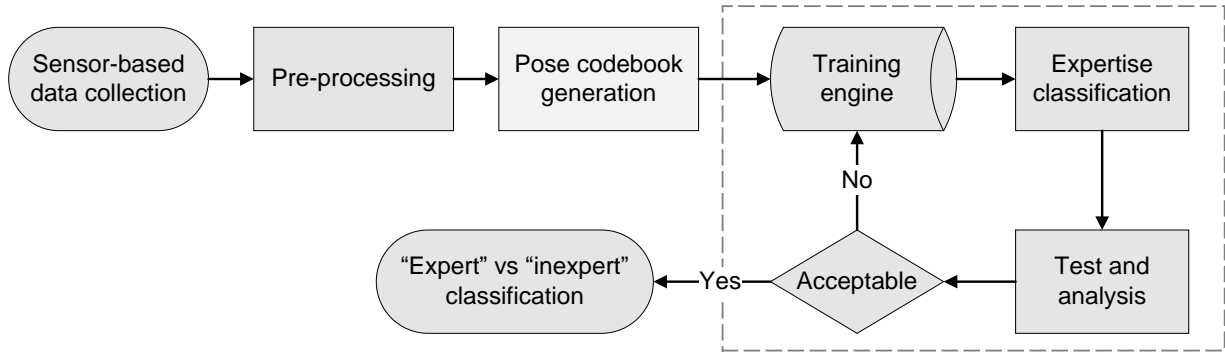 Sensor-based
data collection
Pre-processing
Pose codebook
generation
Training
engine
Expertise
classification
No
“Expert” vs “inexpert”
classification
Yes
Acceptable
Test and
analysis